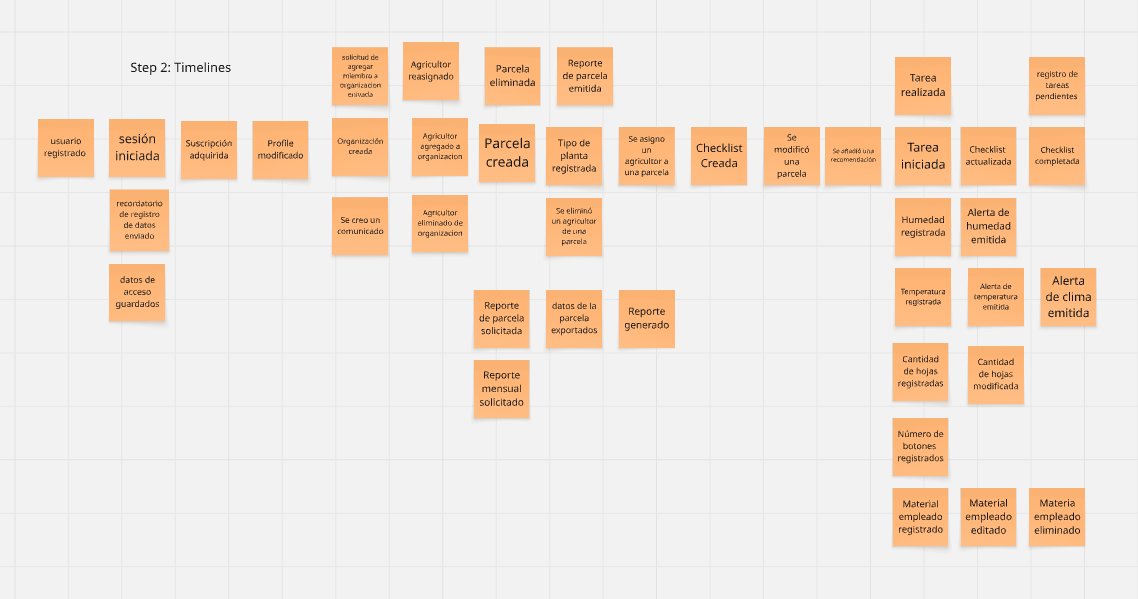 Step 2: Timelines
solicitud de
agregar
miembro a
organizacion
enviada
Agricultor
reasignado
Parcela
eliminada
Reporte
de parcela
emitida
Tarea
realizada
registro de
tareas
pendientes
usuario
registrado
sesión
iniciada
Suscripción
adquirida
Profile
modificado
Organización
creada
Agricultor
agregado a
organizacion
Parcela
creada
Tipo de
planta
registrada
Se asigno
un
agricultor a
una parcela
Checklist
Creada
Se
modificó
una
parcela
Se añadió una
recomendación
Tarea
iniciada
Checklist
actualizada
Checklist
completada
recordatorio
de registro
de datos
enviado
Se creo un
comunicado
Agricultor
eliminado de
organizacion
Se eliminó
un agricultor
de una
parcela
Humedad
registrada
Alerta de
humedad
emitida
datos de
acceso
guardados
Reporte
de parcela
solicitada
datos de la
parcela
exportados
Reporte
generado
Temperatura
registrada
Alerta de
temperatura
emitida
Alerta
de clima
emitida
Reporte
mensual
solicitado
Cantidad
de hojas
registradas
Cantidad
de hojas
modificada
Número de
botones
registrados
Material
empleado
registrado
Material
empleado
editado
Materia
empleado
eliminado